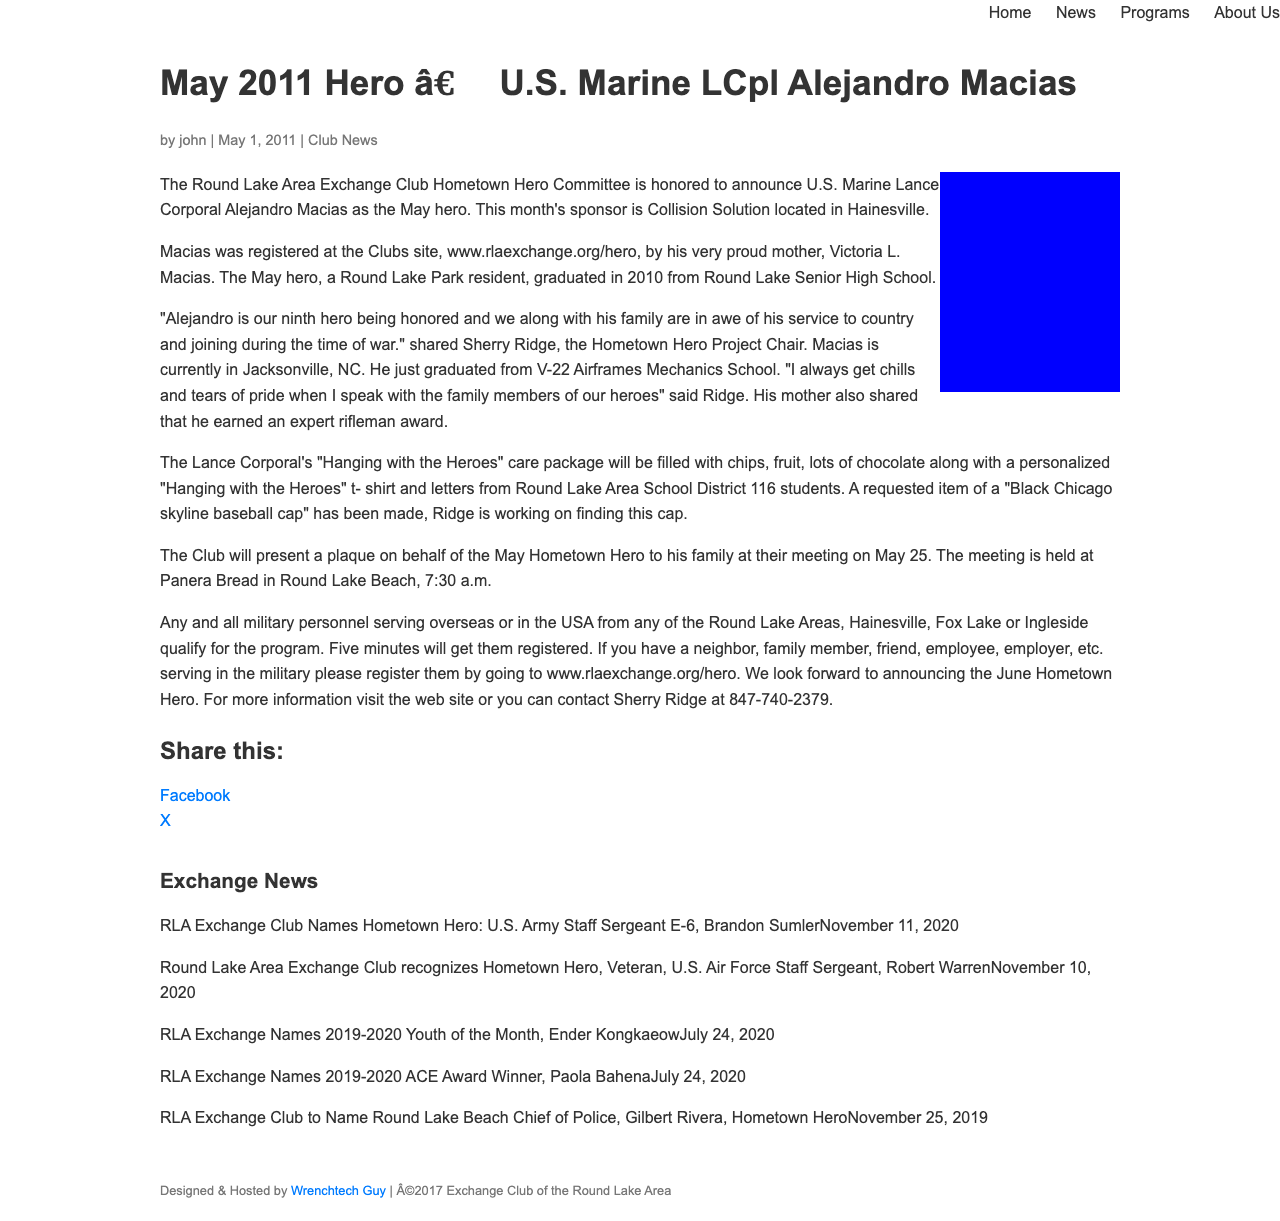 Home News Programs About Us
May 2011 Hero â€ U.S. Marine LCpl Alejandro Macias
by john | May 1, 2011 | Club News
The Round Lake Area Exchange Club Hometown Hero Committee is honored to announce U.S. Marine Lance
Corporal Alejandro Macias as the May hero. This month's sponsor is Collision Solution located in Hainesville.
Macias was registered at the Clubs site, www.rlaexchange.org/hero, by his very proud mother, Victoria L.
Macias. The May hero, a Round Lake Park resident, graduated in 2010 from Round Lake Senior High School.
"Alejandro is our ninth hero being honored and we along with his family are in awe of his service to country
and joining during the time of war." shared Sherry Ridge, the Hometown Hero Project Chair. Macias is
currently in Jacksonville, NC. He just graduated from V-22 Airframes Mechanics School. "I always get chills
and tears of pride when I speak with the family members of our heroes" said Ridge. His mother also shared
that he earned an expert rifleman award.
The Lance Corporal's "Hanging with the Heroes" care package will be filled with chips, fruit, lots of chocolate along with a personalized
"Hanging with the Heroes" t- shirt and letters from Round Lake Area School District 116 students. A requested item of a "Black Chicago
skyline baseball cap" has been made, Ridge is working on finding this cap.
The Club will present a plaque on behalf of the May Hometown Hero to his family at their meeting on May 25. The meeting is held at
Panera Bread in Round Lake Beach, 7:30 a.m.
Any and all military personnel serving overseas or in the USA from any of the Round Lake Areas, Hainesville, Fox Lake or Ingleside
qualify for the program. Five minutes will get them registered. If you have a neighbor, family member, friend, employee, employer, etc.
serving in the military please register them by going to www.rlaexchange.org/hero. We look forward to announcing the June Hometown
Hero. For more information visit the web site or you can contact Sherry Ridge at 847-740-2379.
Share this:
Facebook
X
Exchange News
RLA Exchange Club Names Hometown Hero: U.S. Army Staff Sergeant E-6, Brandon SumlerNovember 11, 2020
Round Lake Area Exchange Club recognizes Hometown Hero, Veteran, U.S. Air Force Staff Sergeant, Robert WarrenNovember 10,
2020
RLA Exchange Names 2019-2020 Youth of the Month, Ender KongkaeowJuly 24, 2020
RLA Exchange Names 2019-2020 ACE Award Winner, Paola BahenaJuly 24, 2020
RLA Exchange Club to Name Round Lake Beach Chief of Police, Gilbert Rivera, Hometown HeroNovember 25, 2019
Designed & Hosted by Wrenchtech Guy | Â©2017 Exchange Club of the Round Lake Area